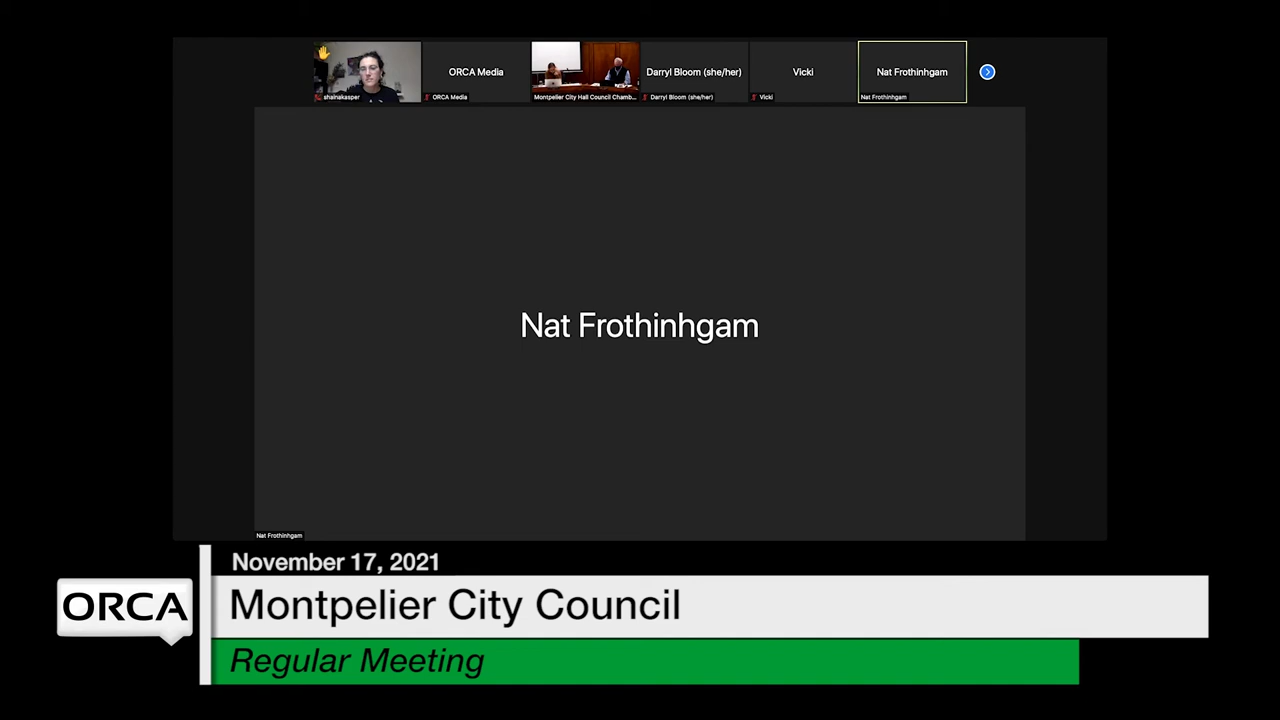 ORCA Media
Darryl Bloom (she/her)
Vicki
Nat Frothinhgam
shainakasper
ORCA Media
Montpelier City Hall Council Chamb...
Darryl Bloom (she/her)
Vicki
Nat Frothinhgam
Nat Frothinhgam
Nat Frothinhgam
November 17, 2021
ORCA
Montpelier City Council
Regular Meeting